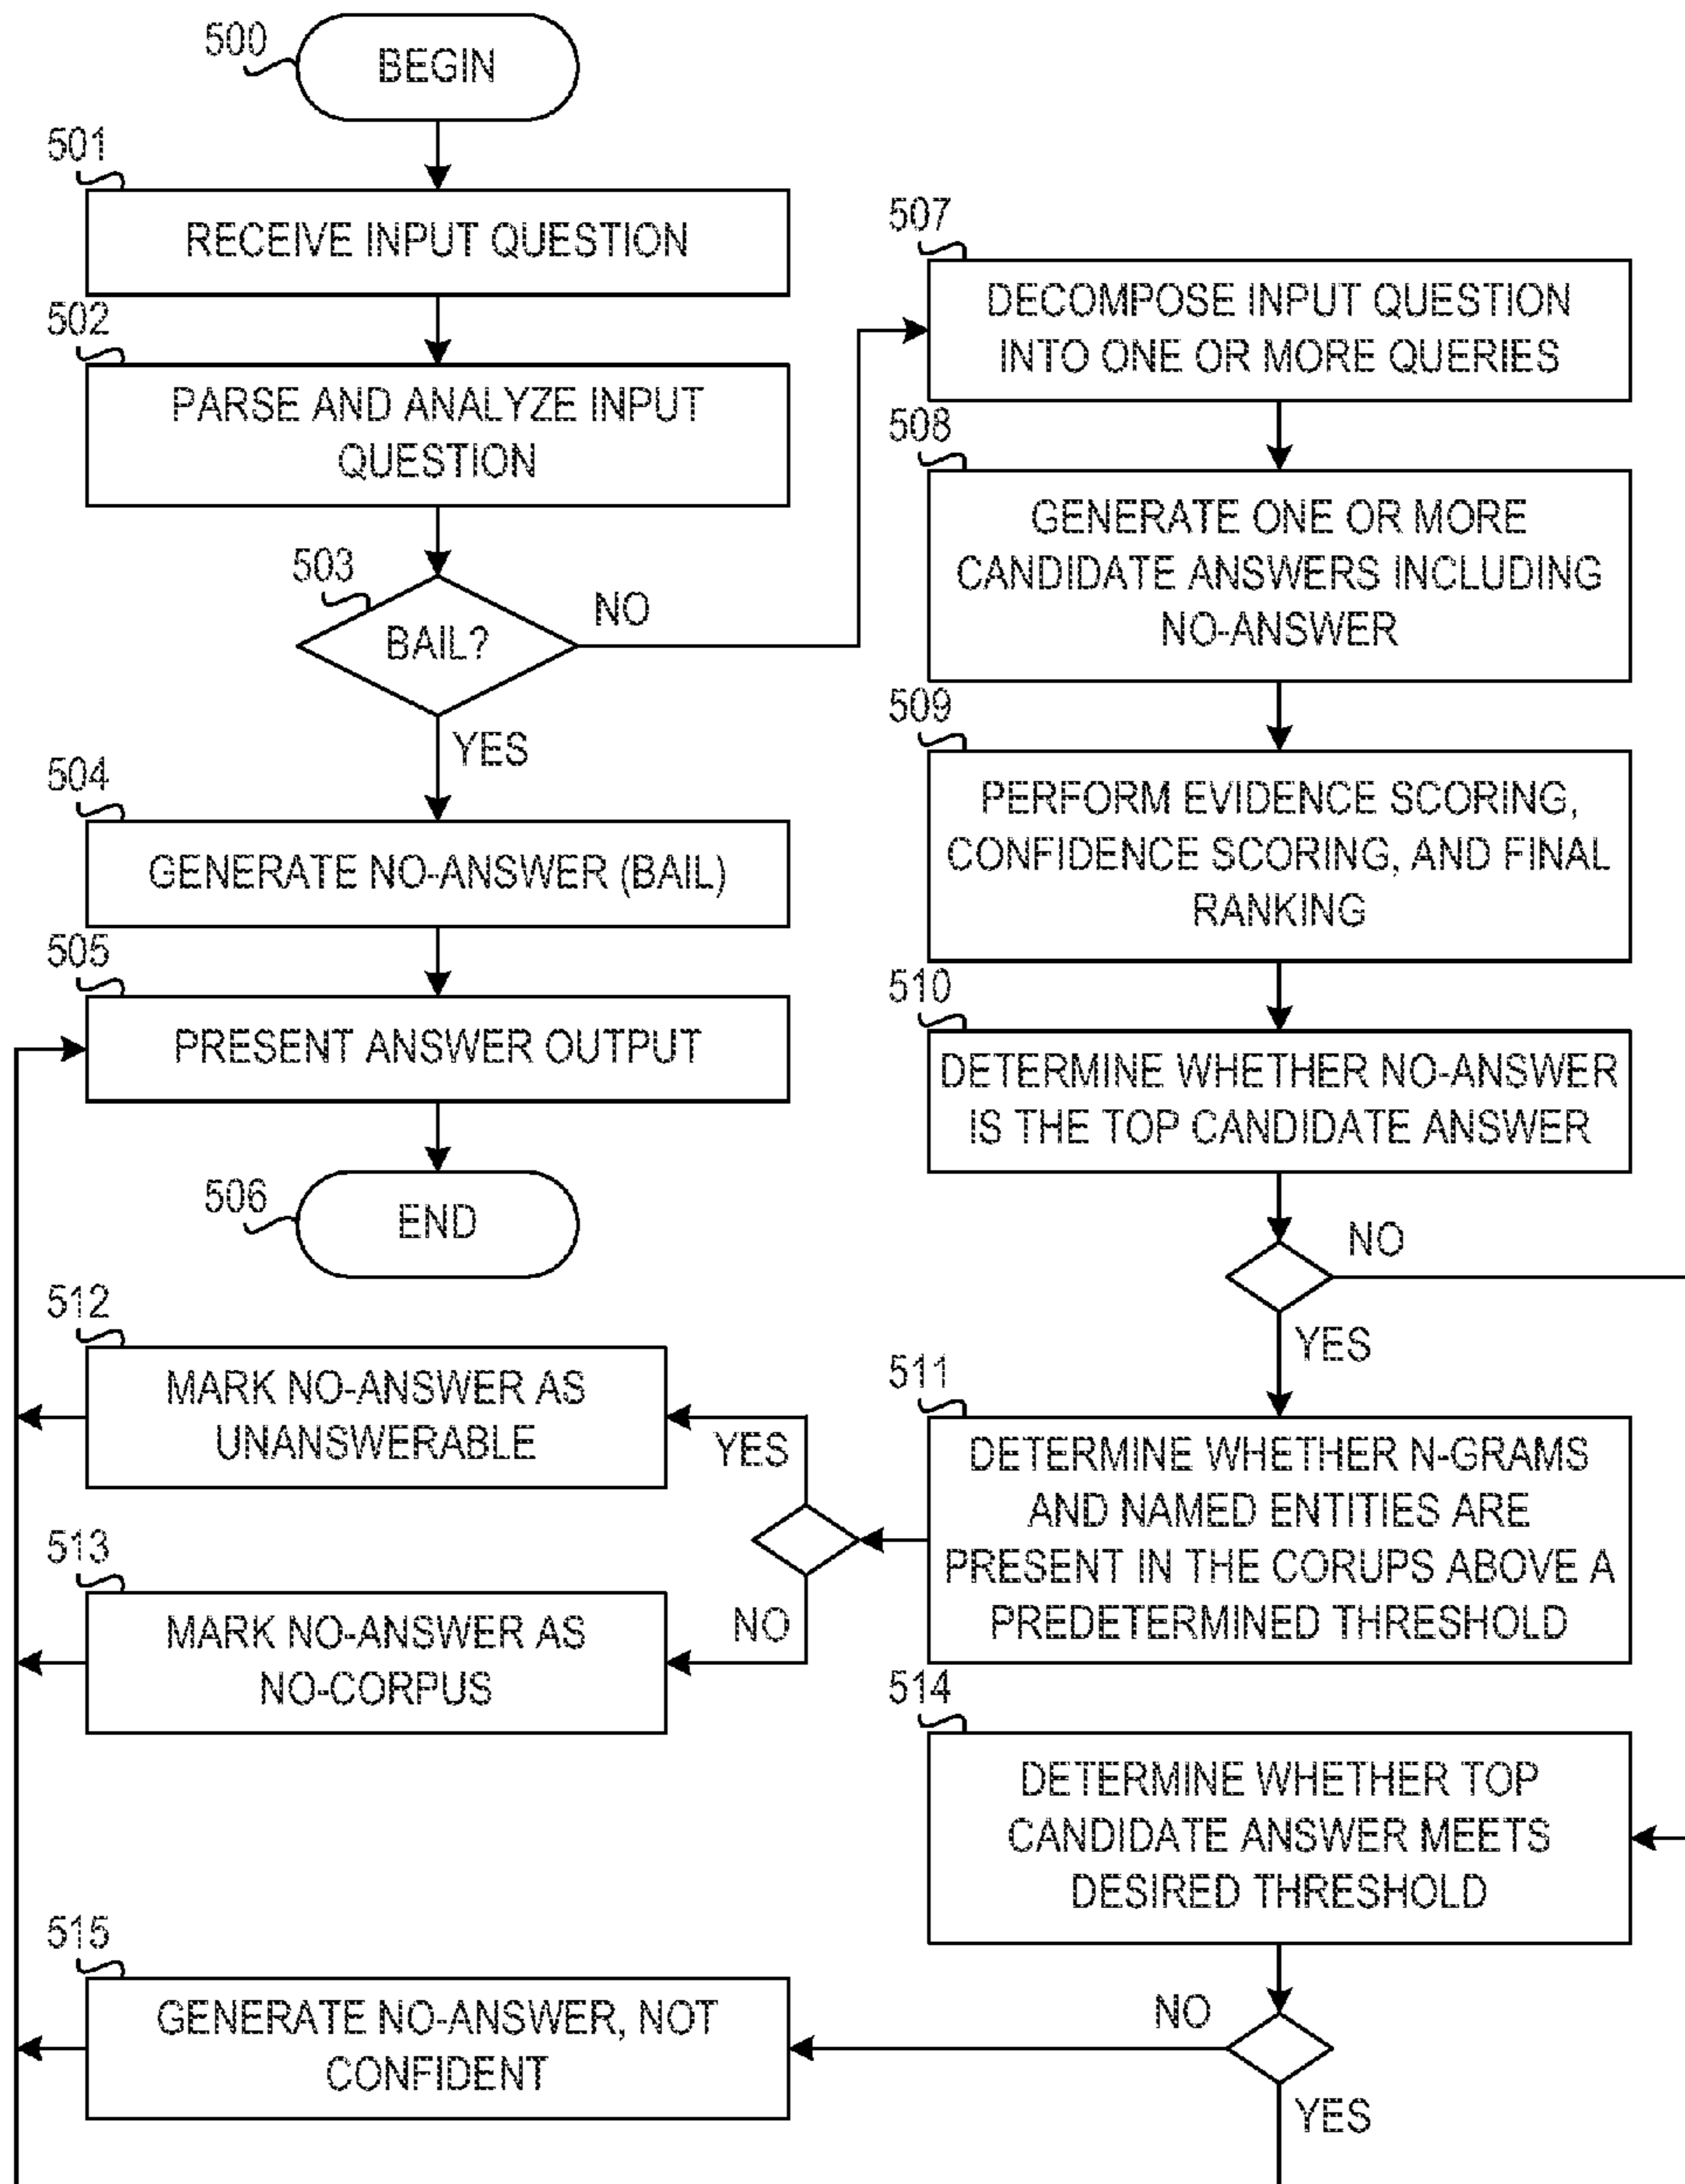 500
BEGIN
501
RECEIVE INPUT QUESTION
502
PARSE AND ANALYZE INPUT
QUESTION
503
BAIL?
NO
YES
504
GENERATE NO-ANSWER (BAIL)
505
PRESENT ANSWER OUTPUT
506
END
507
DECOMPOSE INPUT QUESTION
INTO ONE OR MORE QUERIES
508
GENERATE ONE OR MORE
CANDIDATE ANSWERS INCLUDING
NO-ANSWER
509
PERFORM EVIDENCE SCORING,
CONFIDENCE SCORING, AND FINAL
RANKING
510
DETERMINE WHETHER NO-ANSWER
IS THE TOP CANDIDATE ANSWER
NO
YES
511
DETERMINE WHETHER N-GRAMS
AND NAMED ENTITIES ARE
PRESENT IN THE CORUPS ABOVE A
PREDETERMINED THRESHOLD
YES
NO
512
MARK NO-ANSWER AS
UNANSWERABLE
513
MARK NO-ANSWER AS
NO-CORPUS
514
DETERMINE WHETHER TOP
CANDIDATE ANSWER MEETS
DESIRED THRESHOLD
NO
YES
515
GENERATE NO-ANSWER, NOT
CONFIDENT